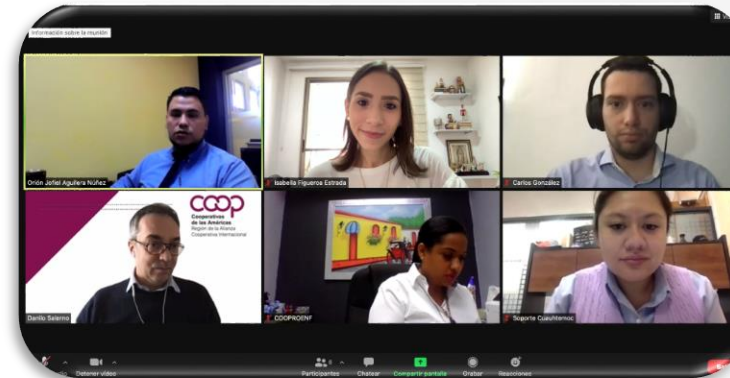 Información sobre la reunión
Orión Jofiel Aguilera Núñez
Isabella Figueroa Estrada
Carlos González
coop
Cooperativas
de las Américas
Región de la Alianza
Cooperativa Internacional
Danilo Salerno
COOPROENF
Soporte Cuauhtemoc
Detener video
Participantes
Chatear
Compartir pantalla
Grabar
Reacciones